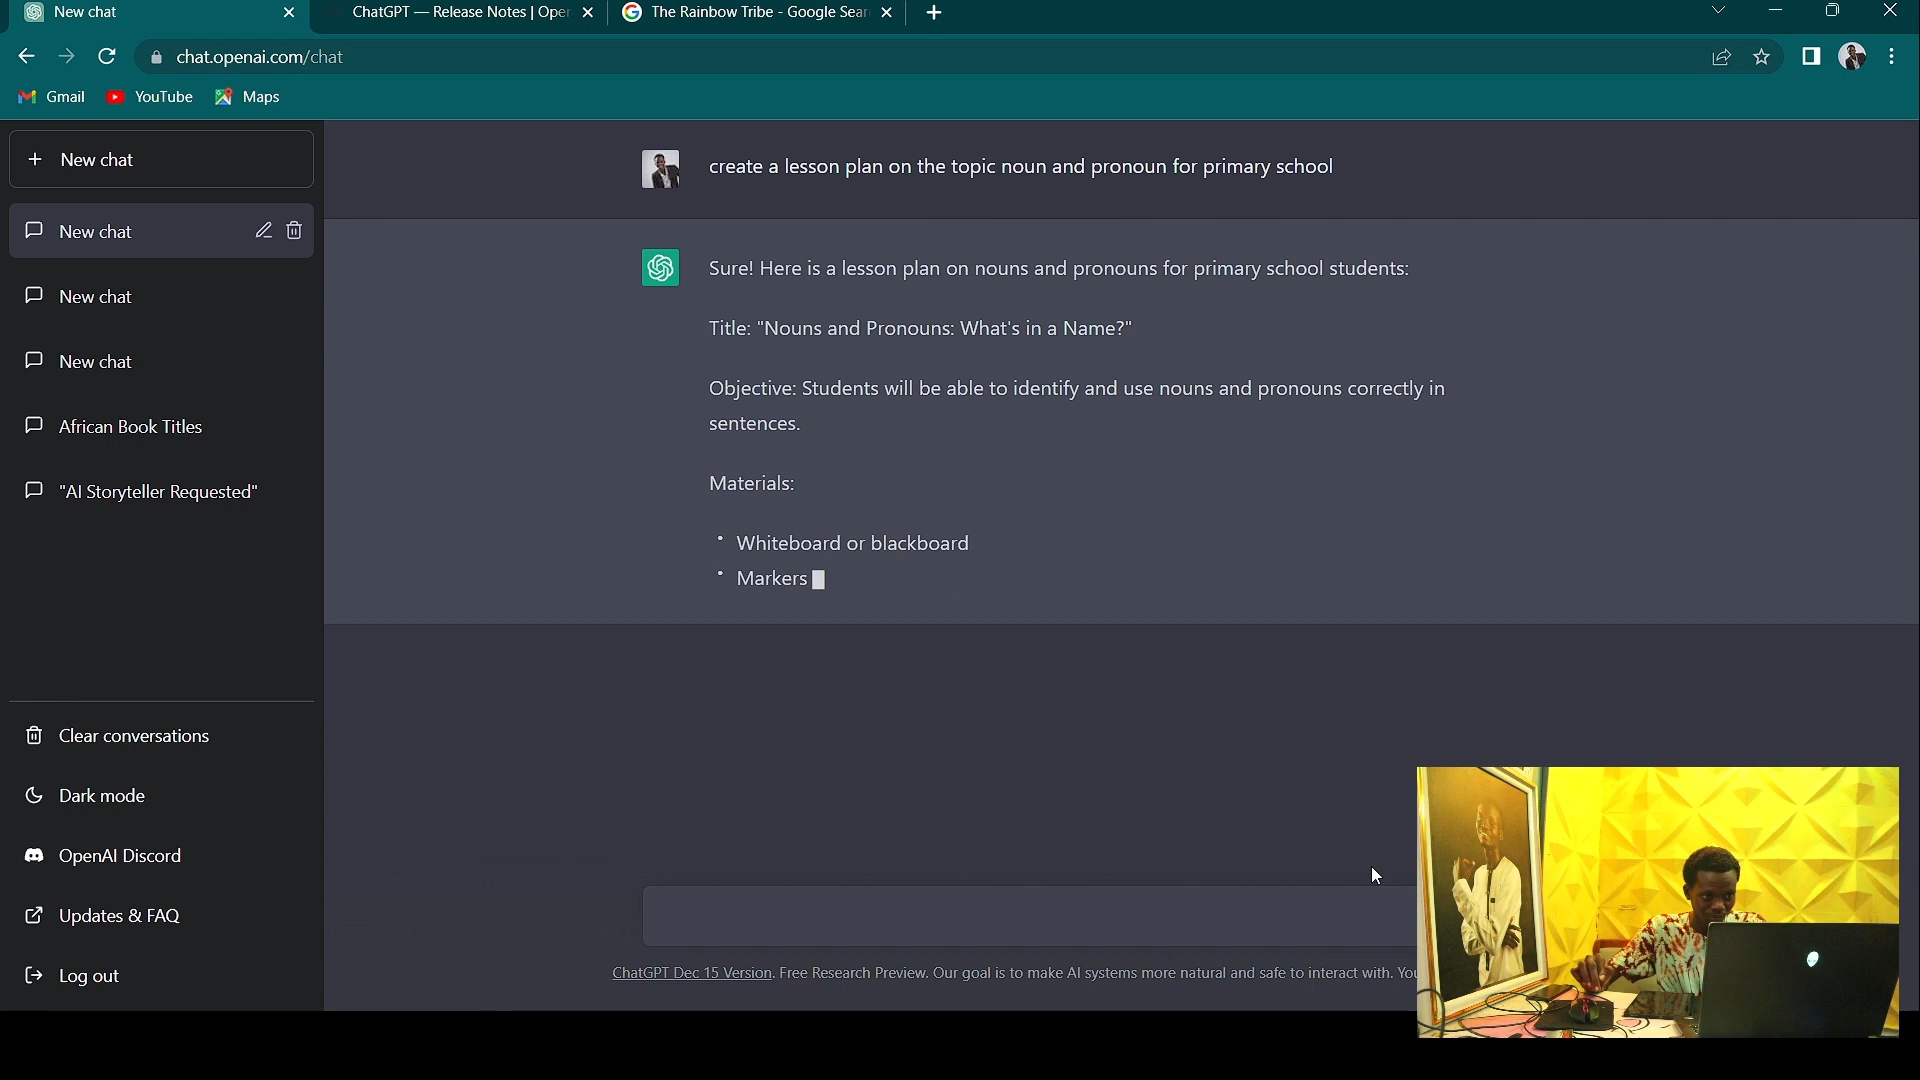 New chat
ChatGPT — Release Notes | Oper
The Rainbow Tribe - Google Sear
chat.openai.com/chat
Gmail
YouTube
Maps
New chat
New chat
New chat
New chat
African Book Titles
"AI Storyteller Requested"
Clear conversations
Dark mode
OpenAI Discord
Updates & FAQ
Log out
create a lesson plan on the topic noun and pronoun for primary school
Sure! Here is a lesson plan on nouns and pronouns for primary school students:
Title: "Nouns and Pronouns: What's in a Name?"
Objective: Students will be able to identify and use nouns and pronouns correctly in
sentences.
Materials:
• Whiteboard or blackboard
• Markers
ChatGPT Dec 15 Version. Free Research Preview. Our goal is to make AI systems more natural and safe to interact with. You